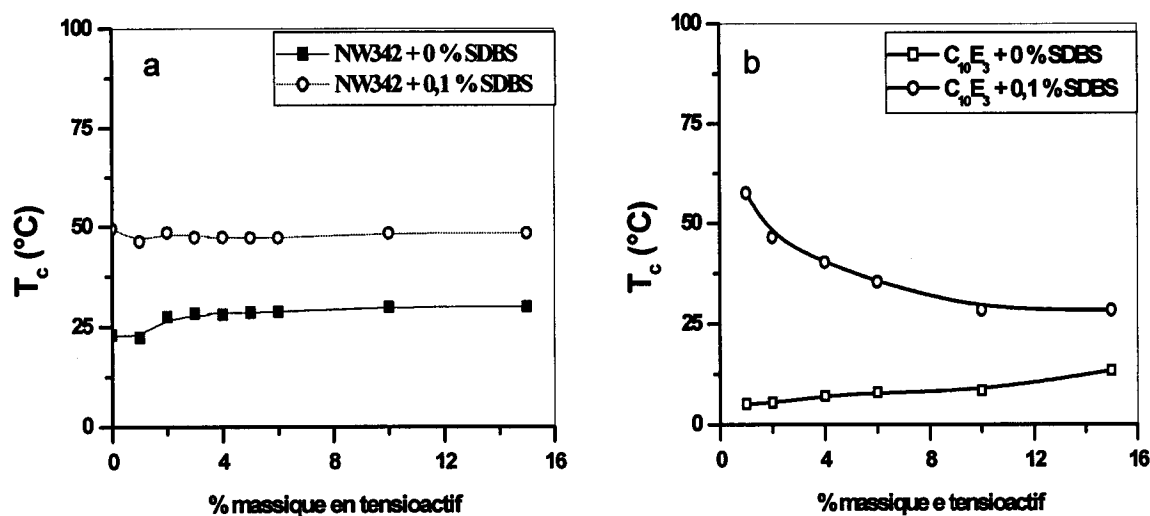 a
NW342 + 0 % SDBS
NW342 + 0,1 % SDBS
100
75
50
25
0
T_c (°C)
0 4 8 12 16
% massique en tensioactif
b
C₁₀E₃ + 0 % SDBS
C₁₀E₃ + 0,1 % SDBS
100
75
50
25
0
T_c (°C)
0 4 8 12 16
% massique e tensioactif